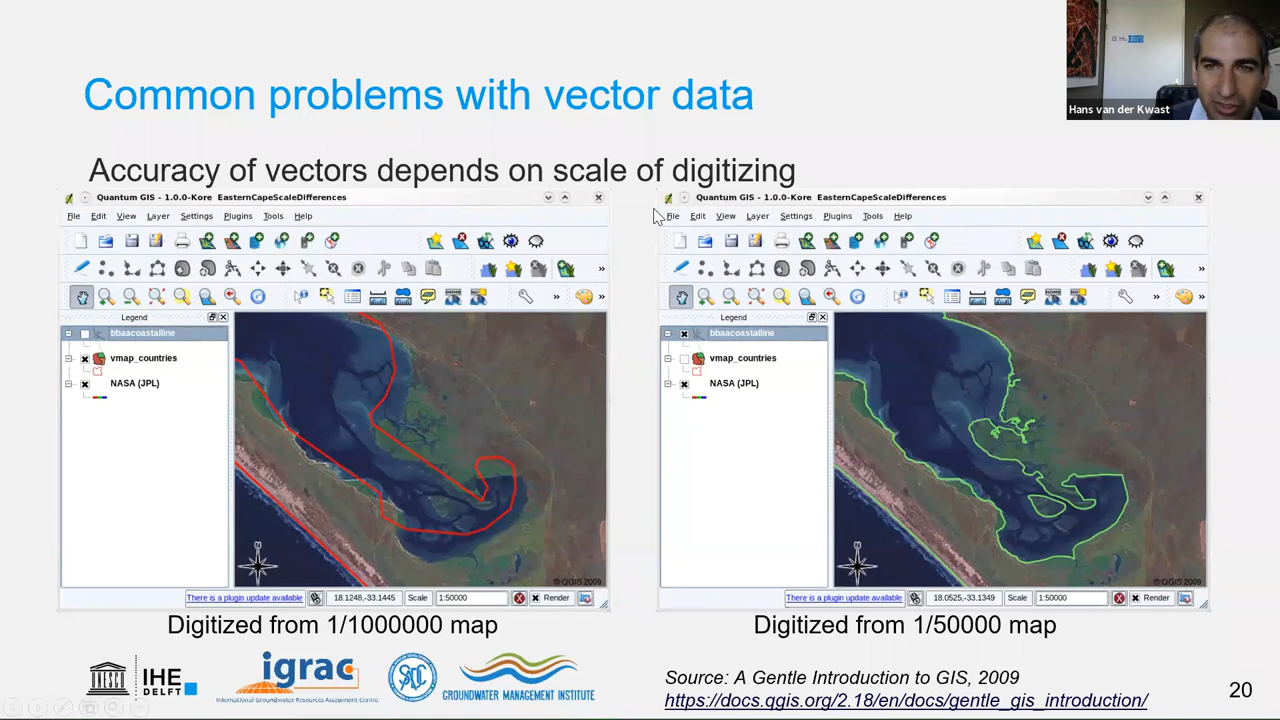 Common problems with vector data
Hans van der Kwast
Accuracy of vectors depends on scale of digitizing
Quantum GIS - 1.0.0-Kore EasternCapeScaleDifferences
File Edit View Layer Settings Plugins Tools Help
Legend
bbaacoastalline
vmap_countries
NASA (JPL)
© QGIS 2009
There is a plugin update available 18.1248,-33.1445 Scale 1:50000 Render
Digitized from 1/1000000 map
Quantum GIS - 1.0.0-Kore EasternCapeScaleDifferences
File Edit View Layer Settings Plugins Tools Help
Legend
bbaacoastalline
vmap_countries
NASA (JPL)
© QGIS 2009
There is a plugin update available 18.0525,-33.1349 Scale 1:50000 Render
Digitized from 1/50000 map
unesco
IHE
DELFT
igrac
International Groundwater Resources Assessment Centre
GROUNDWATER MANAGEMENT INSTITUTE
Source: A Gentle Introduction to GIS, 2009
https://docs.qgis.org/2.18/en/docs/gentle_gis_introduction/
20